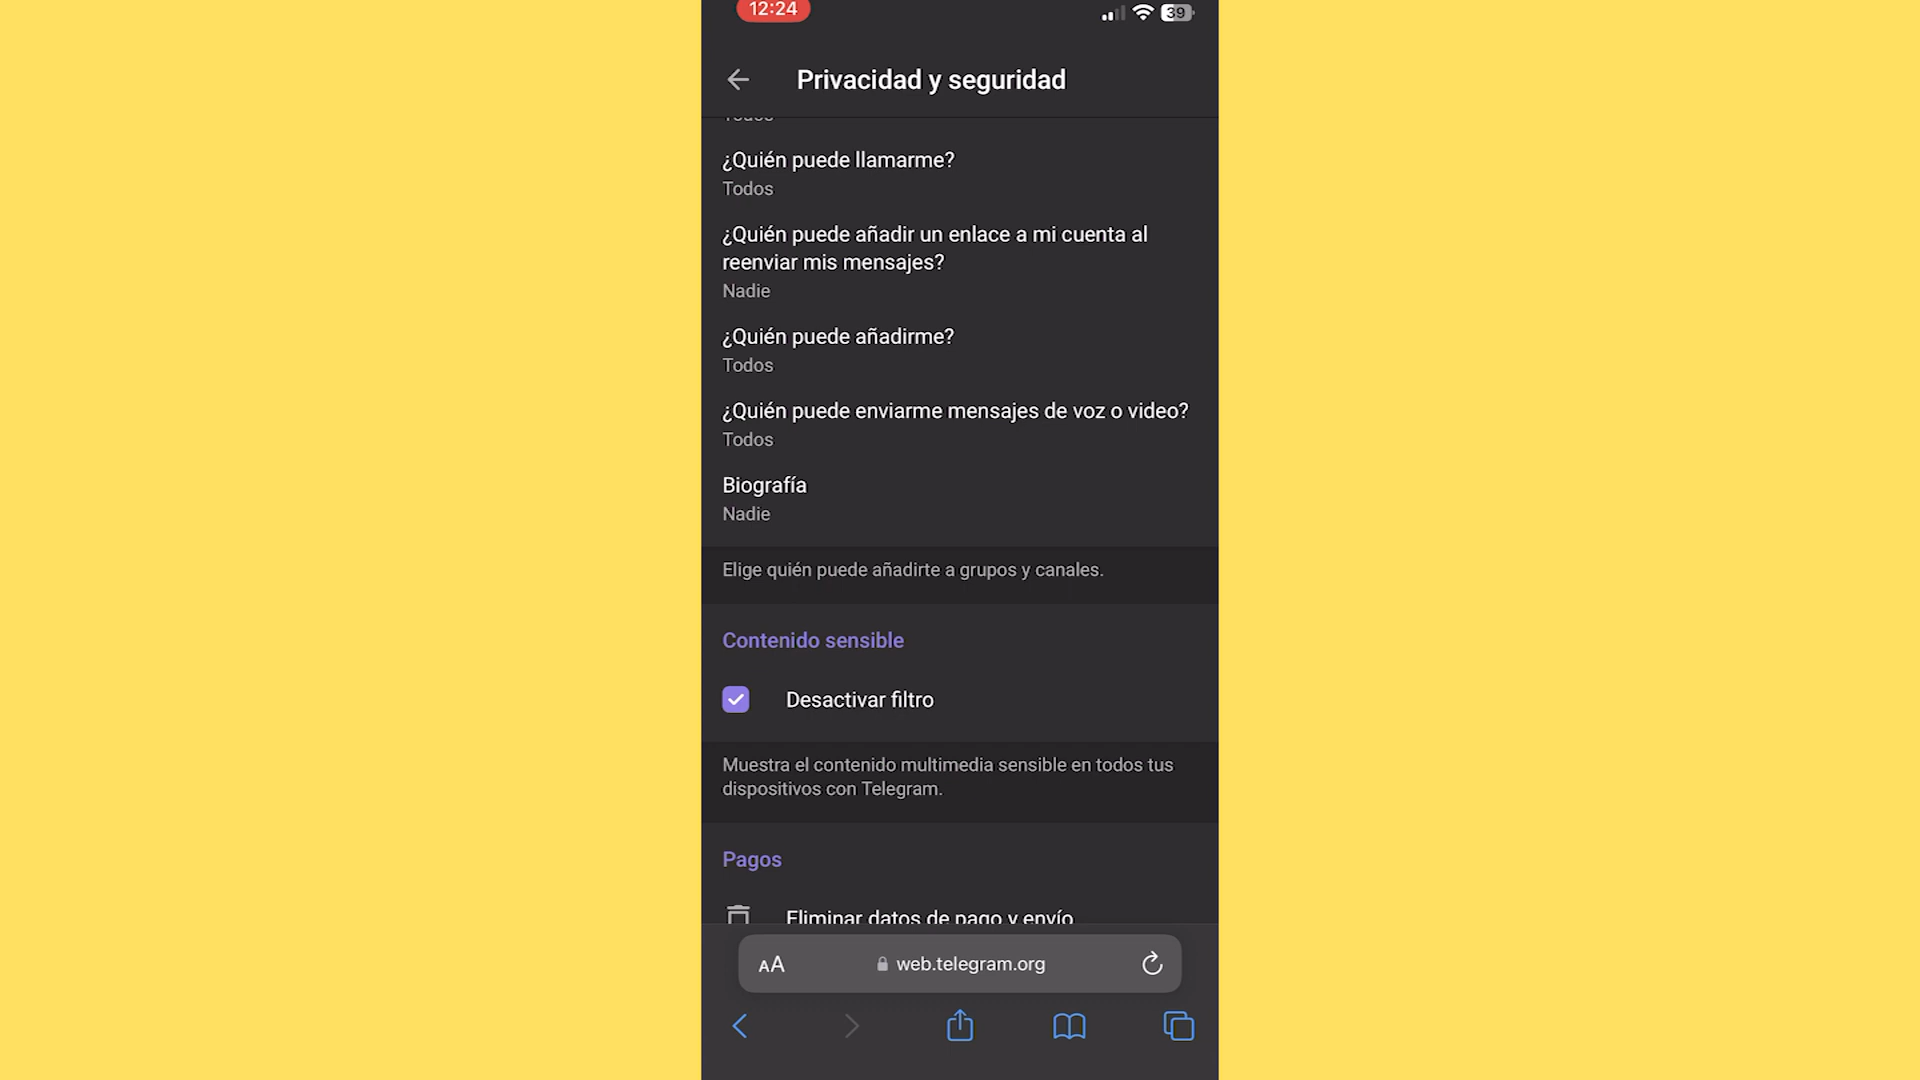 12:24
39
Privacidad y seguridad
Todos
¿Quién puede llamarme?
Todos
¿Quién puede añadir un enlace a mi cuenta al
reenviar mis mensajes?
Nadie
¿Quién puede añadirme?
Todos
¿Quién puede enviarme mensajes de voz o video?
Todos
Biografía
Nadie
Elige quién puede añadirte a grupos y canales.
Contenido sensible
Desactivar filtro
Muestra el contenido multimedia sensible en todos tus
dispositivos con Telegram.
Pagos
Eliminar datos de pago y envío
AA
web.telegram.org